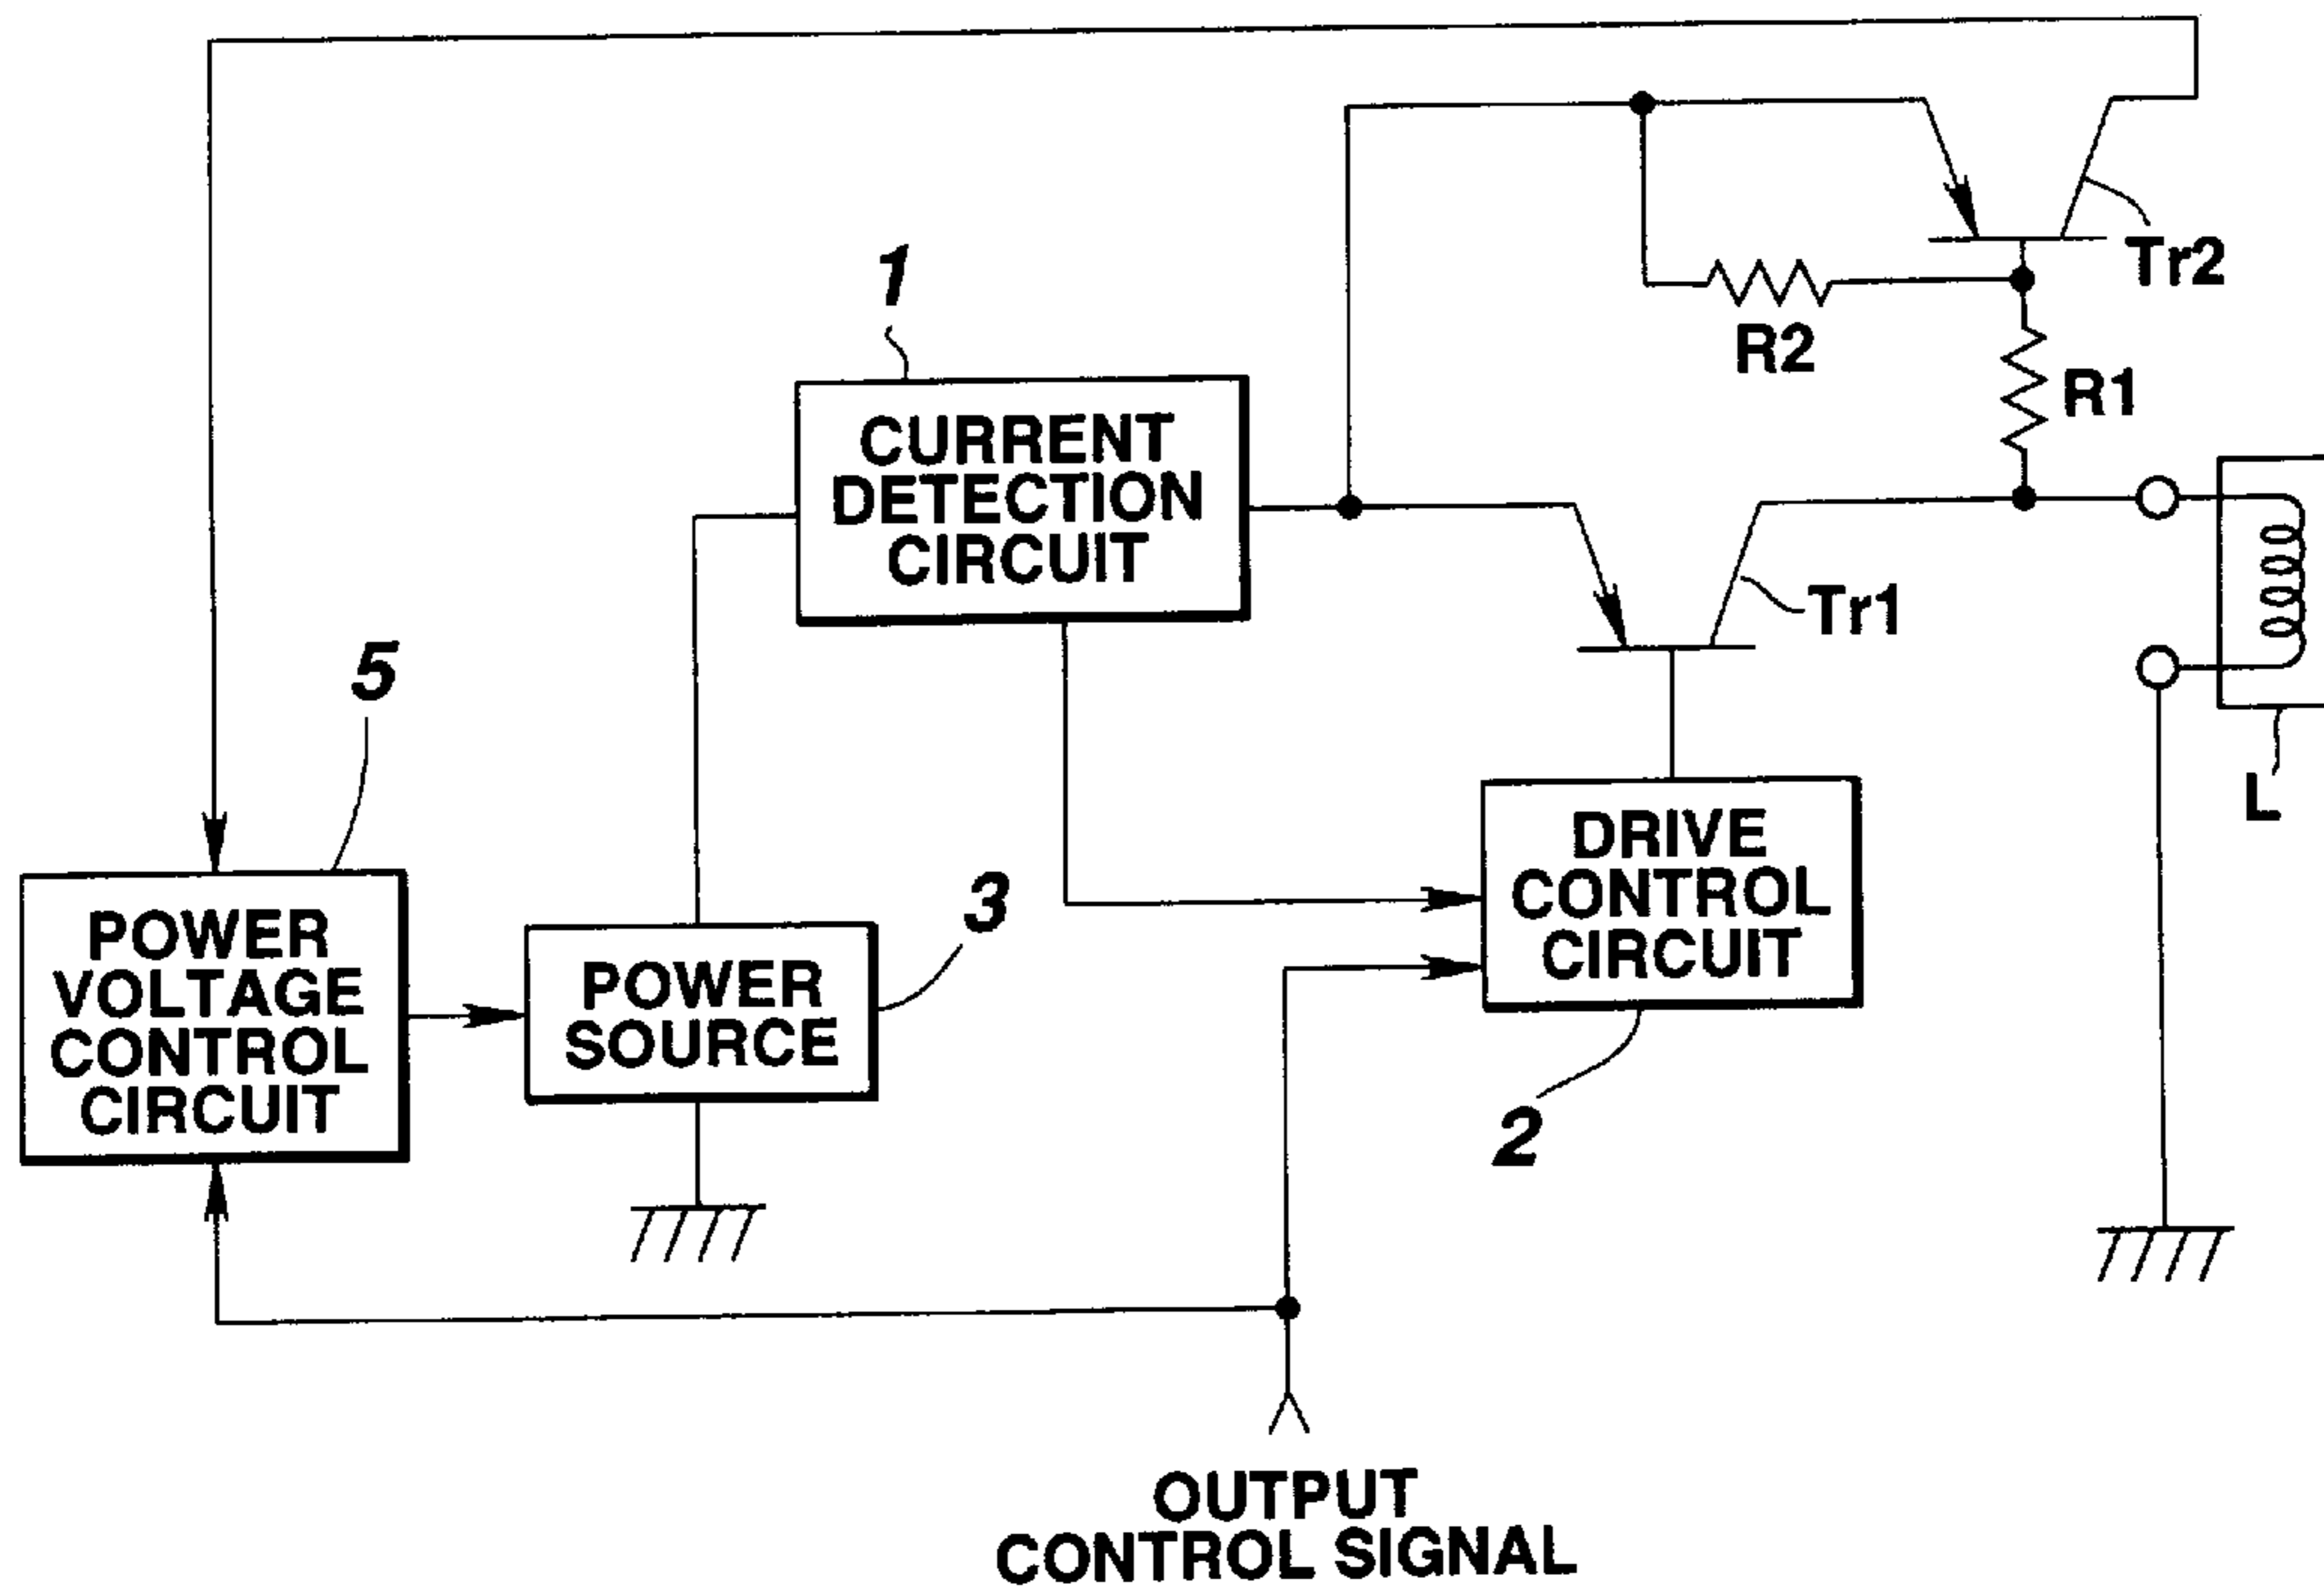 1
CURRENT
DETECTION
CIRCUIT
Tr2
R2
R1
Tr1
L
5
POWER
VOLTAGE
CONTROL
CIRCUIT
3
POWER
SOURCE
DRIVE
CONTROL
CIRCUIT
2
OUTPUT
CONTROL SIGNAL